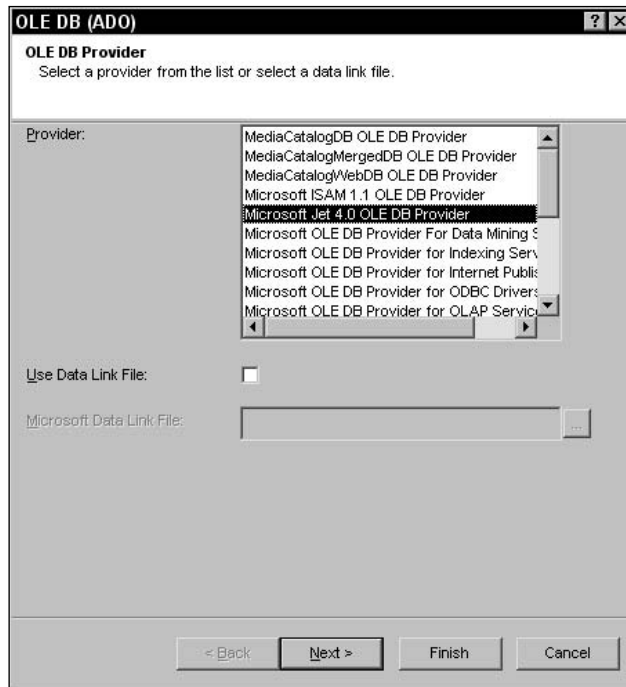 OLE DB (ADO)
OLE DB Provider
Select a provider from the list or select a data link file.
Provider:
MediaCatalogDB OLE DB Provider
MediaCatalogMergedDB OLE DB Provider
MediaCatalogWebDB OLE DB Provider
Microsoft ISAM 1.1 OLE DB Provider
Microsoft Jet 4.0 OLE DB Provider
Microsoft OLE DB Provider For Data Mining S
Microsoft OLE DB Provider for Indexing Serv
Microsoft OLE DB Provider for Internet Publis
Microsoft OLE DB Provider for ODBC Drivers
Microsoft OLE DB Provider for OLAP Servic
Use Data Link File:
Microsoft Data Link File:
...
< Back
Next >
Finish
Cancel